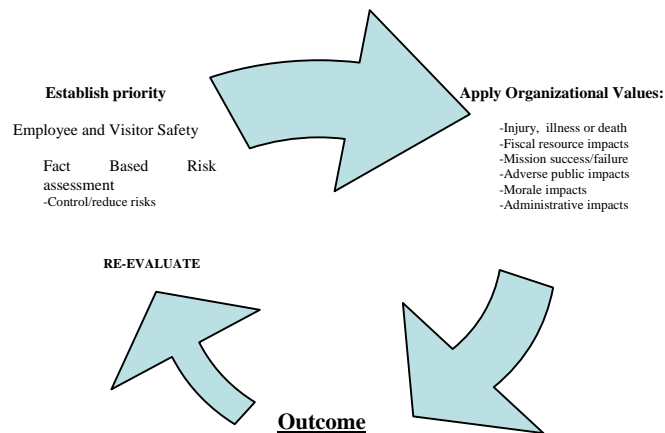 Establish priority
Employee and Visitor Safety
Fact Based Risk
assessment
-Control/reduce risks
Apply Organizational Values:
-Injury, illness or death
-Fiscal resource impacts
-Mission success/failure
-Adverse public impacts
-Morale impacts
-Administrative impacts
RE-EVALUATE
Outcome